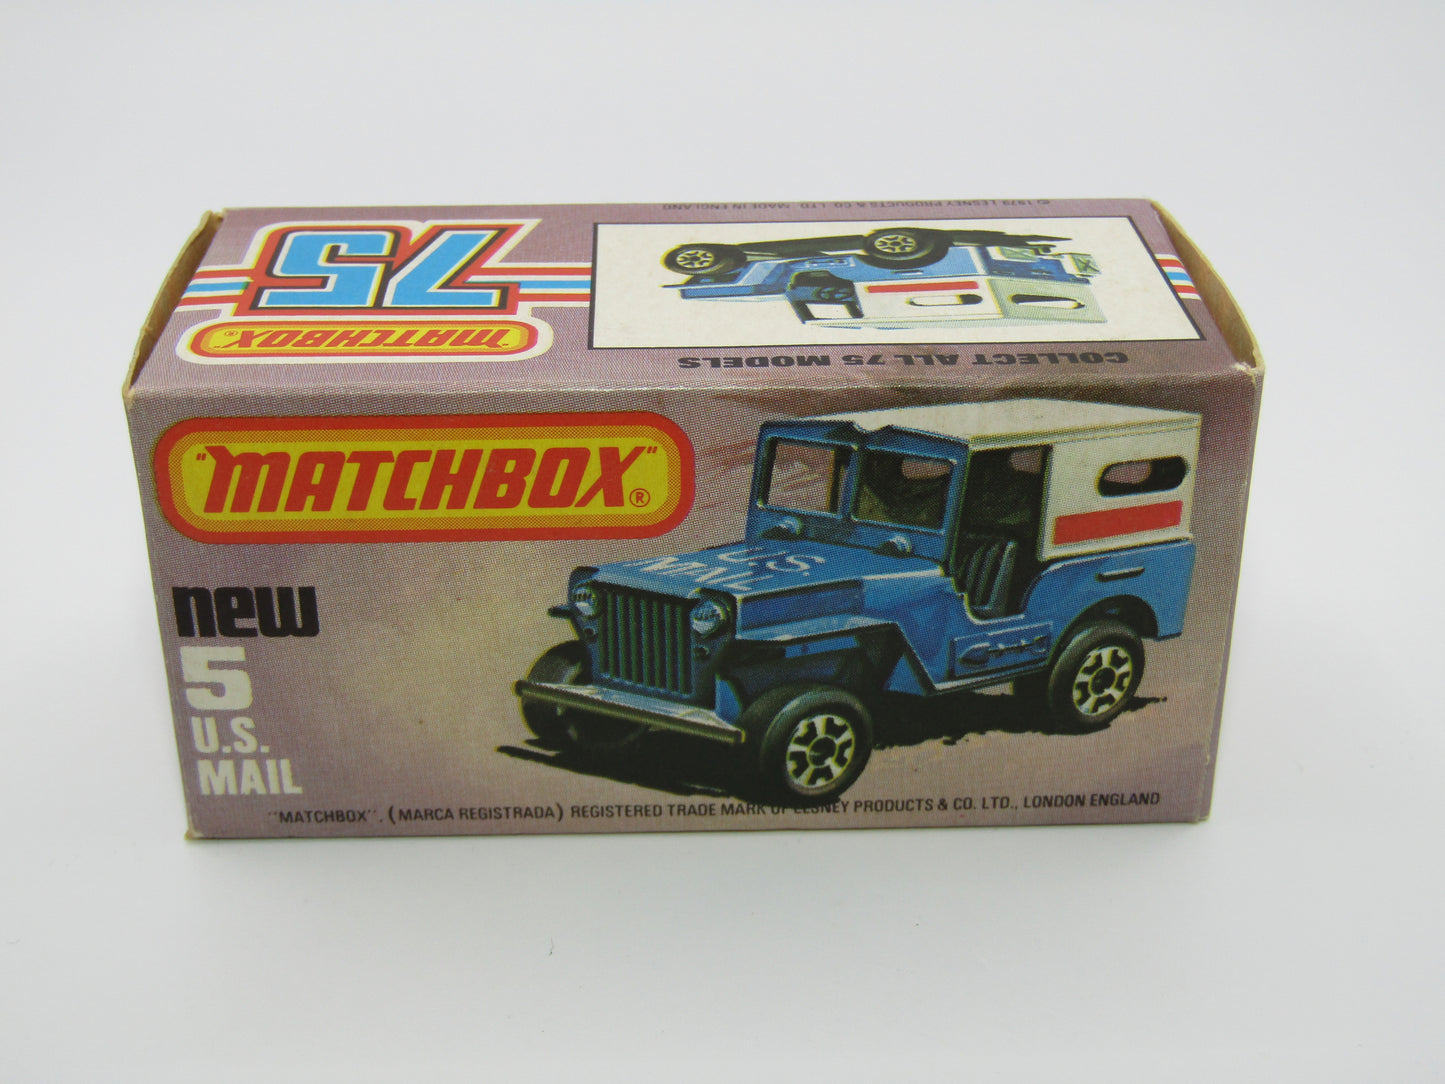 © 1979 LESNEY PRODUCTS & CO. LTD. MADE IN ENGLAND
75
"MATCHBOX"®
COLLECT ALL 75 MODELS
"MATCHBOX"®
new
5
U.S.
MAIL
U.S.
MAIL
"MATCHBOX", (MARCA REGISTRADA) REGISTERED TRADE MARK OF LESNEY PRODUCTS & CO. LTD., LONDON ENGLAND